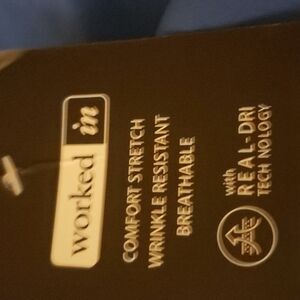 worked in
COMFORT STRETCH
WRINKLE RESISTANT
BREATHABLE
with
REAL-DRI
TECHNOLOGY